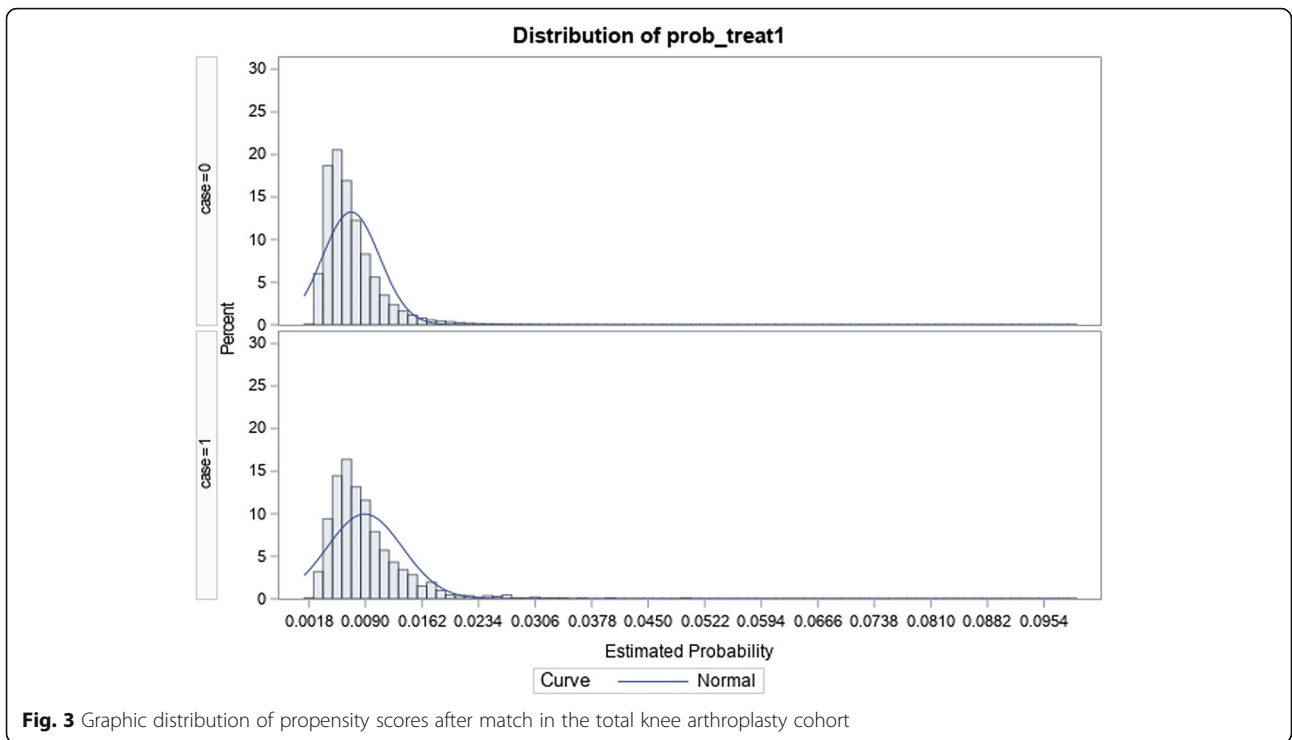 Distribution of prob_treat1
30
25
20
15
10
5
0
case=0
Percent
30
25
20
15
10
5
0
case=1
0.0018 0.0090 0.0162 0.0234 0.0306 0.0378 0.0450 0.0522 0.0594 0.0666 0.0738 0.0810 0.0882 0.0954
Estimated Probability
Curve Normal
Fig. 3 Graphic distribution of propensity scores after match in the total knee arthroplasty cohort